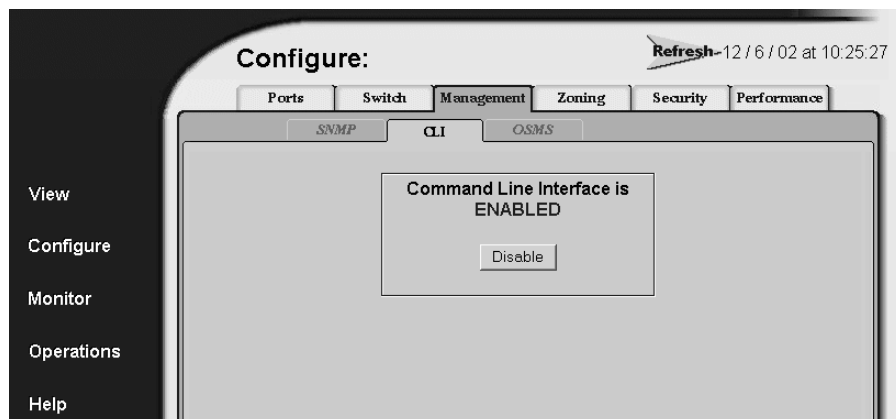 Configure:
Refresh-12 / 6 / 02 at 10:25:27
Ports Switch Management Zoning Security Performance
SNMP CLI OSMS
Command Line Interface is
ENABLED
Disable
View
Configure
Monitor
Operations
Help